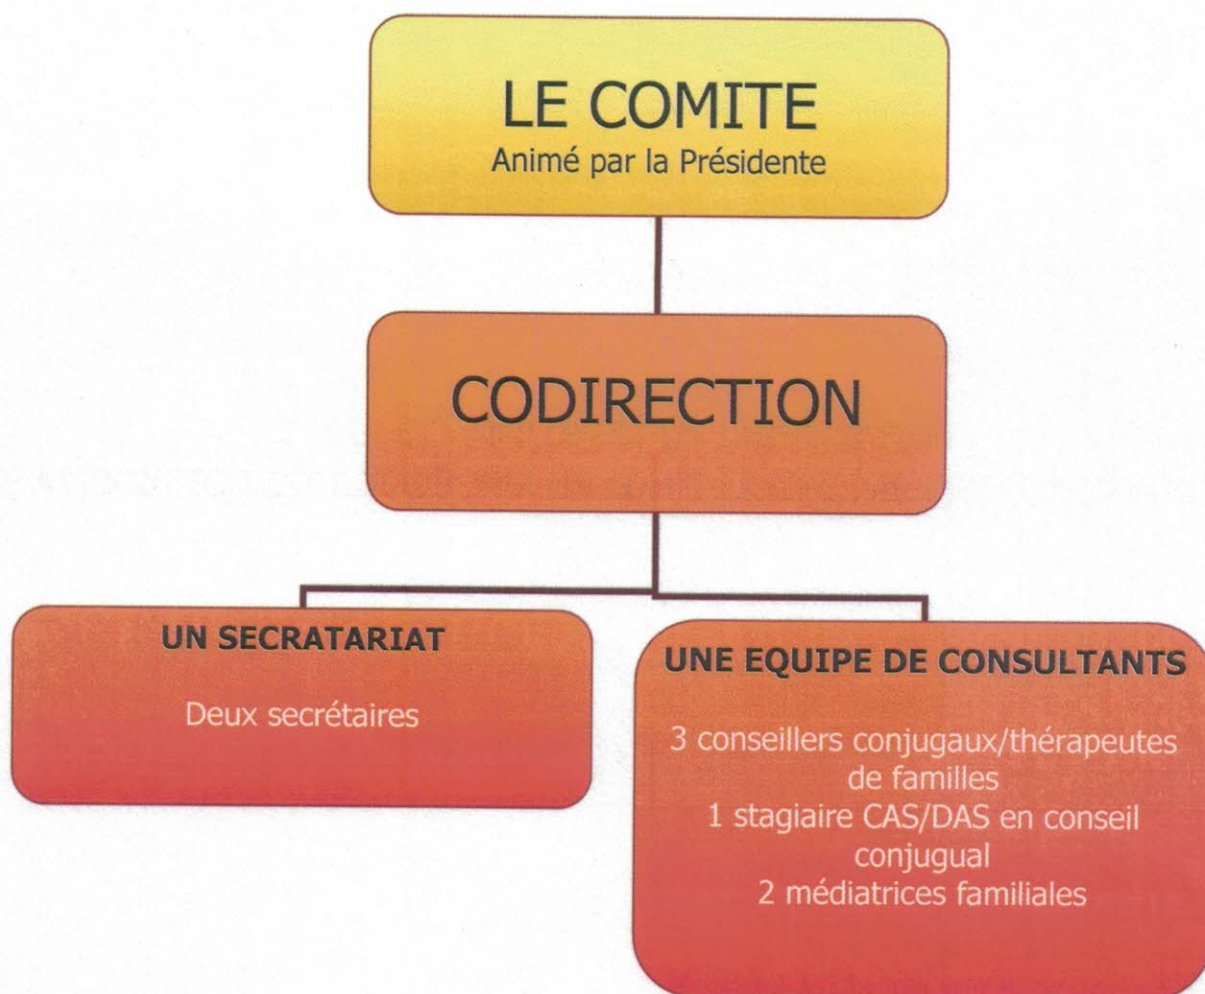 LE COMITE
Animé par la Présidente
CODIRECTION
UN SECRATARIAT
Deux secrétaires
UNE EQUIPE DE CONSULTANTS
3 conseillers conjugaux/thérapeutes
de familles
1 stagiaire CAS/DAS en conseil
conjugual
2 médiatrices familiales